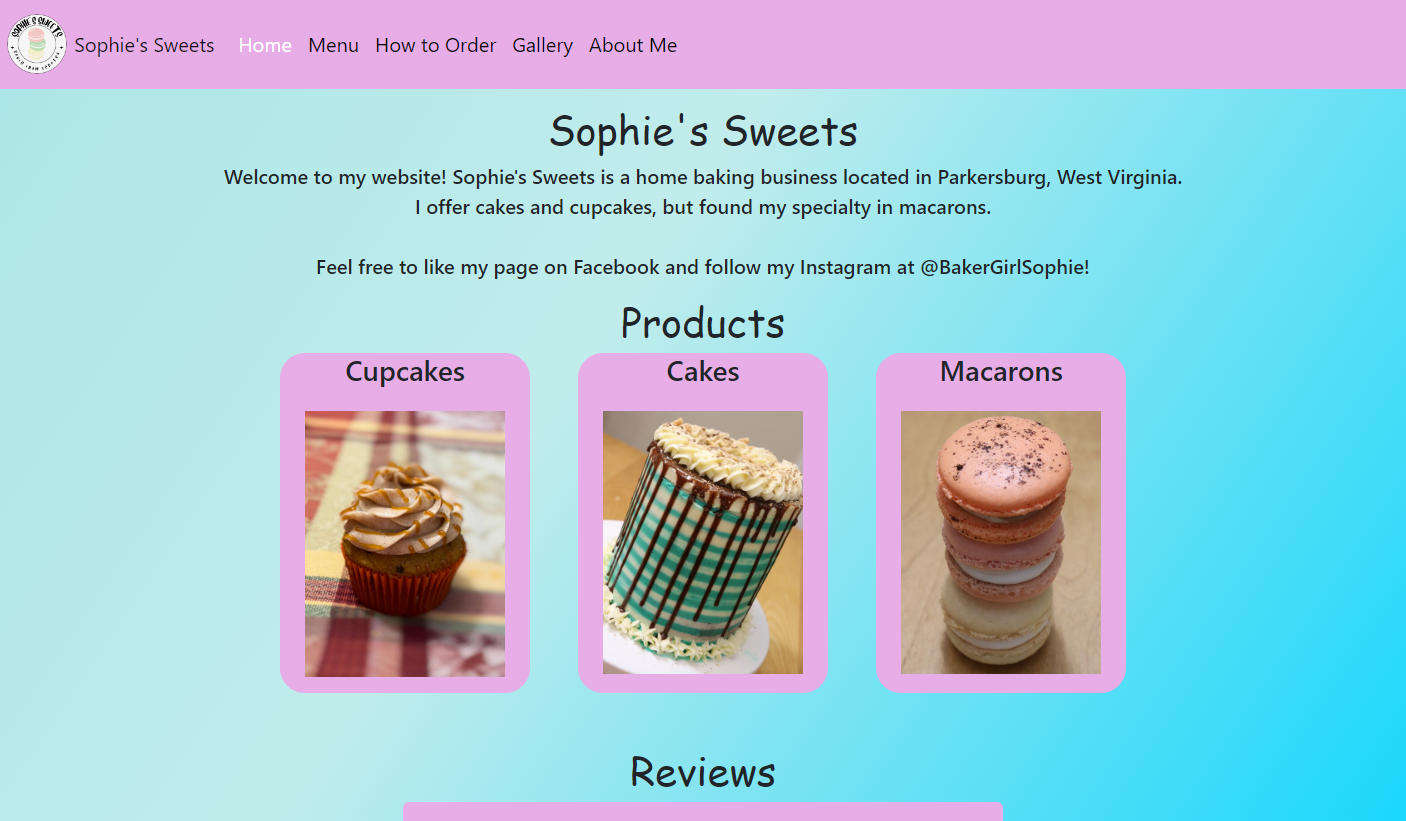 SOPHIE'S SWEETS
Sophie's Sweets Home Menu How to Order Gallery About Me
Sophie's Sweets
Welcome to my website! Sophie's Sweets is a home baking business located in Parkersburg, West Virginia.
I offer cakes and cupcakes, but found my specialty in macarons.
Feel free to like my page on Facebook and follow my Instagram at @BakerGirlSophie!
Products
Cupcakes Cakes Macarons
Reviews